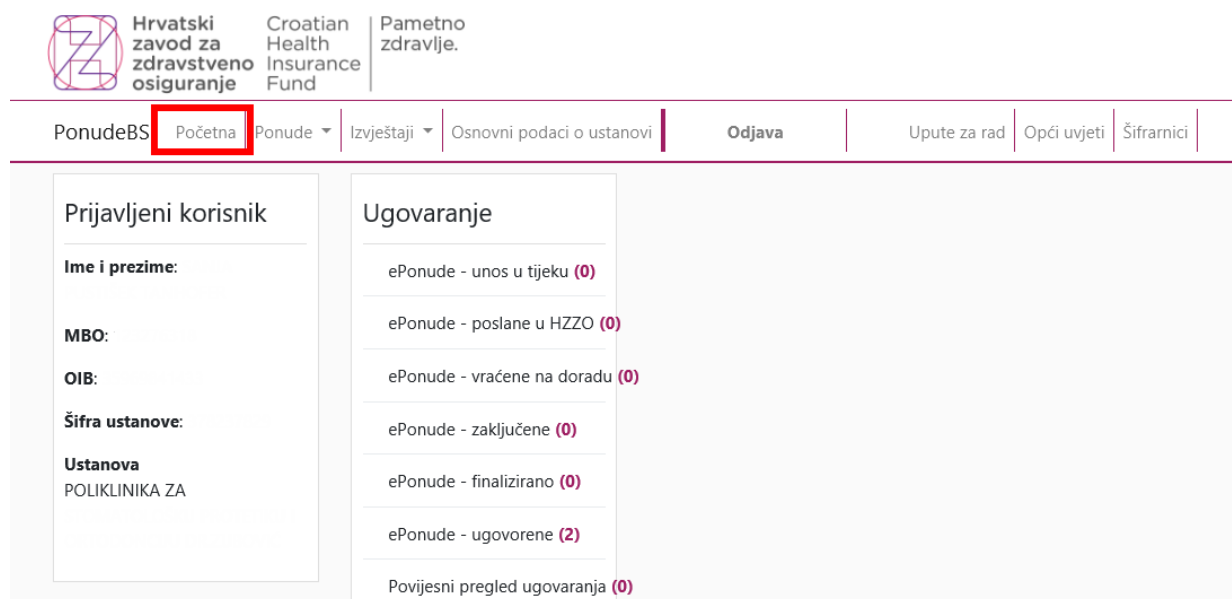 Hrvatski
zavod za
zdravstveno
osiguranje
Croatian
Health
Insurance
Fund
Pametno
zdravlje.
PonudeBS Početna Ponude Izvještaji Osnovni podaci o ustanovi Odjava Upute za rad Opći uvjeti Šifrarnici
Prijavljeni korisnik
Ime i prezime:
MBO:
OIB:
Šifra ustanove:
Ustanova
POLIKLINIKA ZA
Ugovaranje
ePonude - unos u tijeku (0)
ePonude - poslane u HZZO (0)
ePonude - vraćene na doradu (0)
ePonude - zaključene (0)
ePonude - finalizirano (0)
ePonude - ugovorene (2)
Povijesni pregled ugovaranja (0)